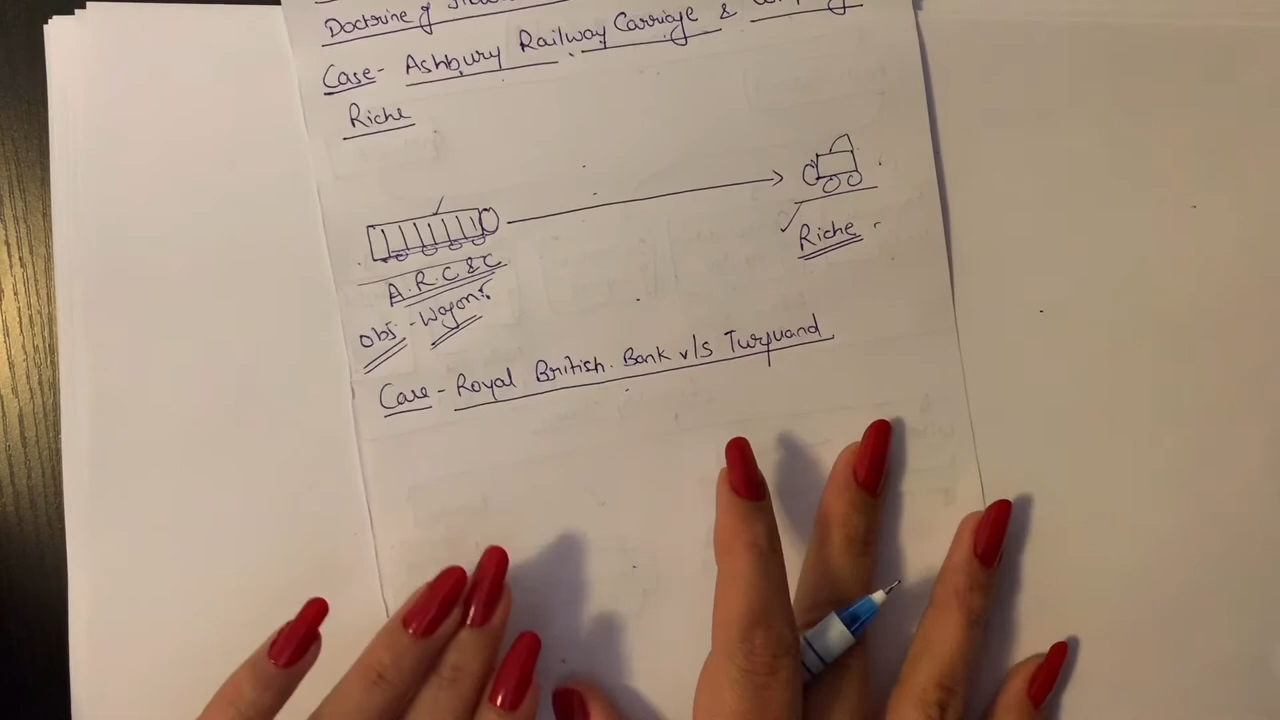 Doctrine of
Case- Ashbury Railway Carriage &
Riche
Riche
A.R.C &C
Obj.-Wagons
Case- Royal British. Bank v/s Turquand